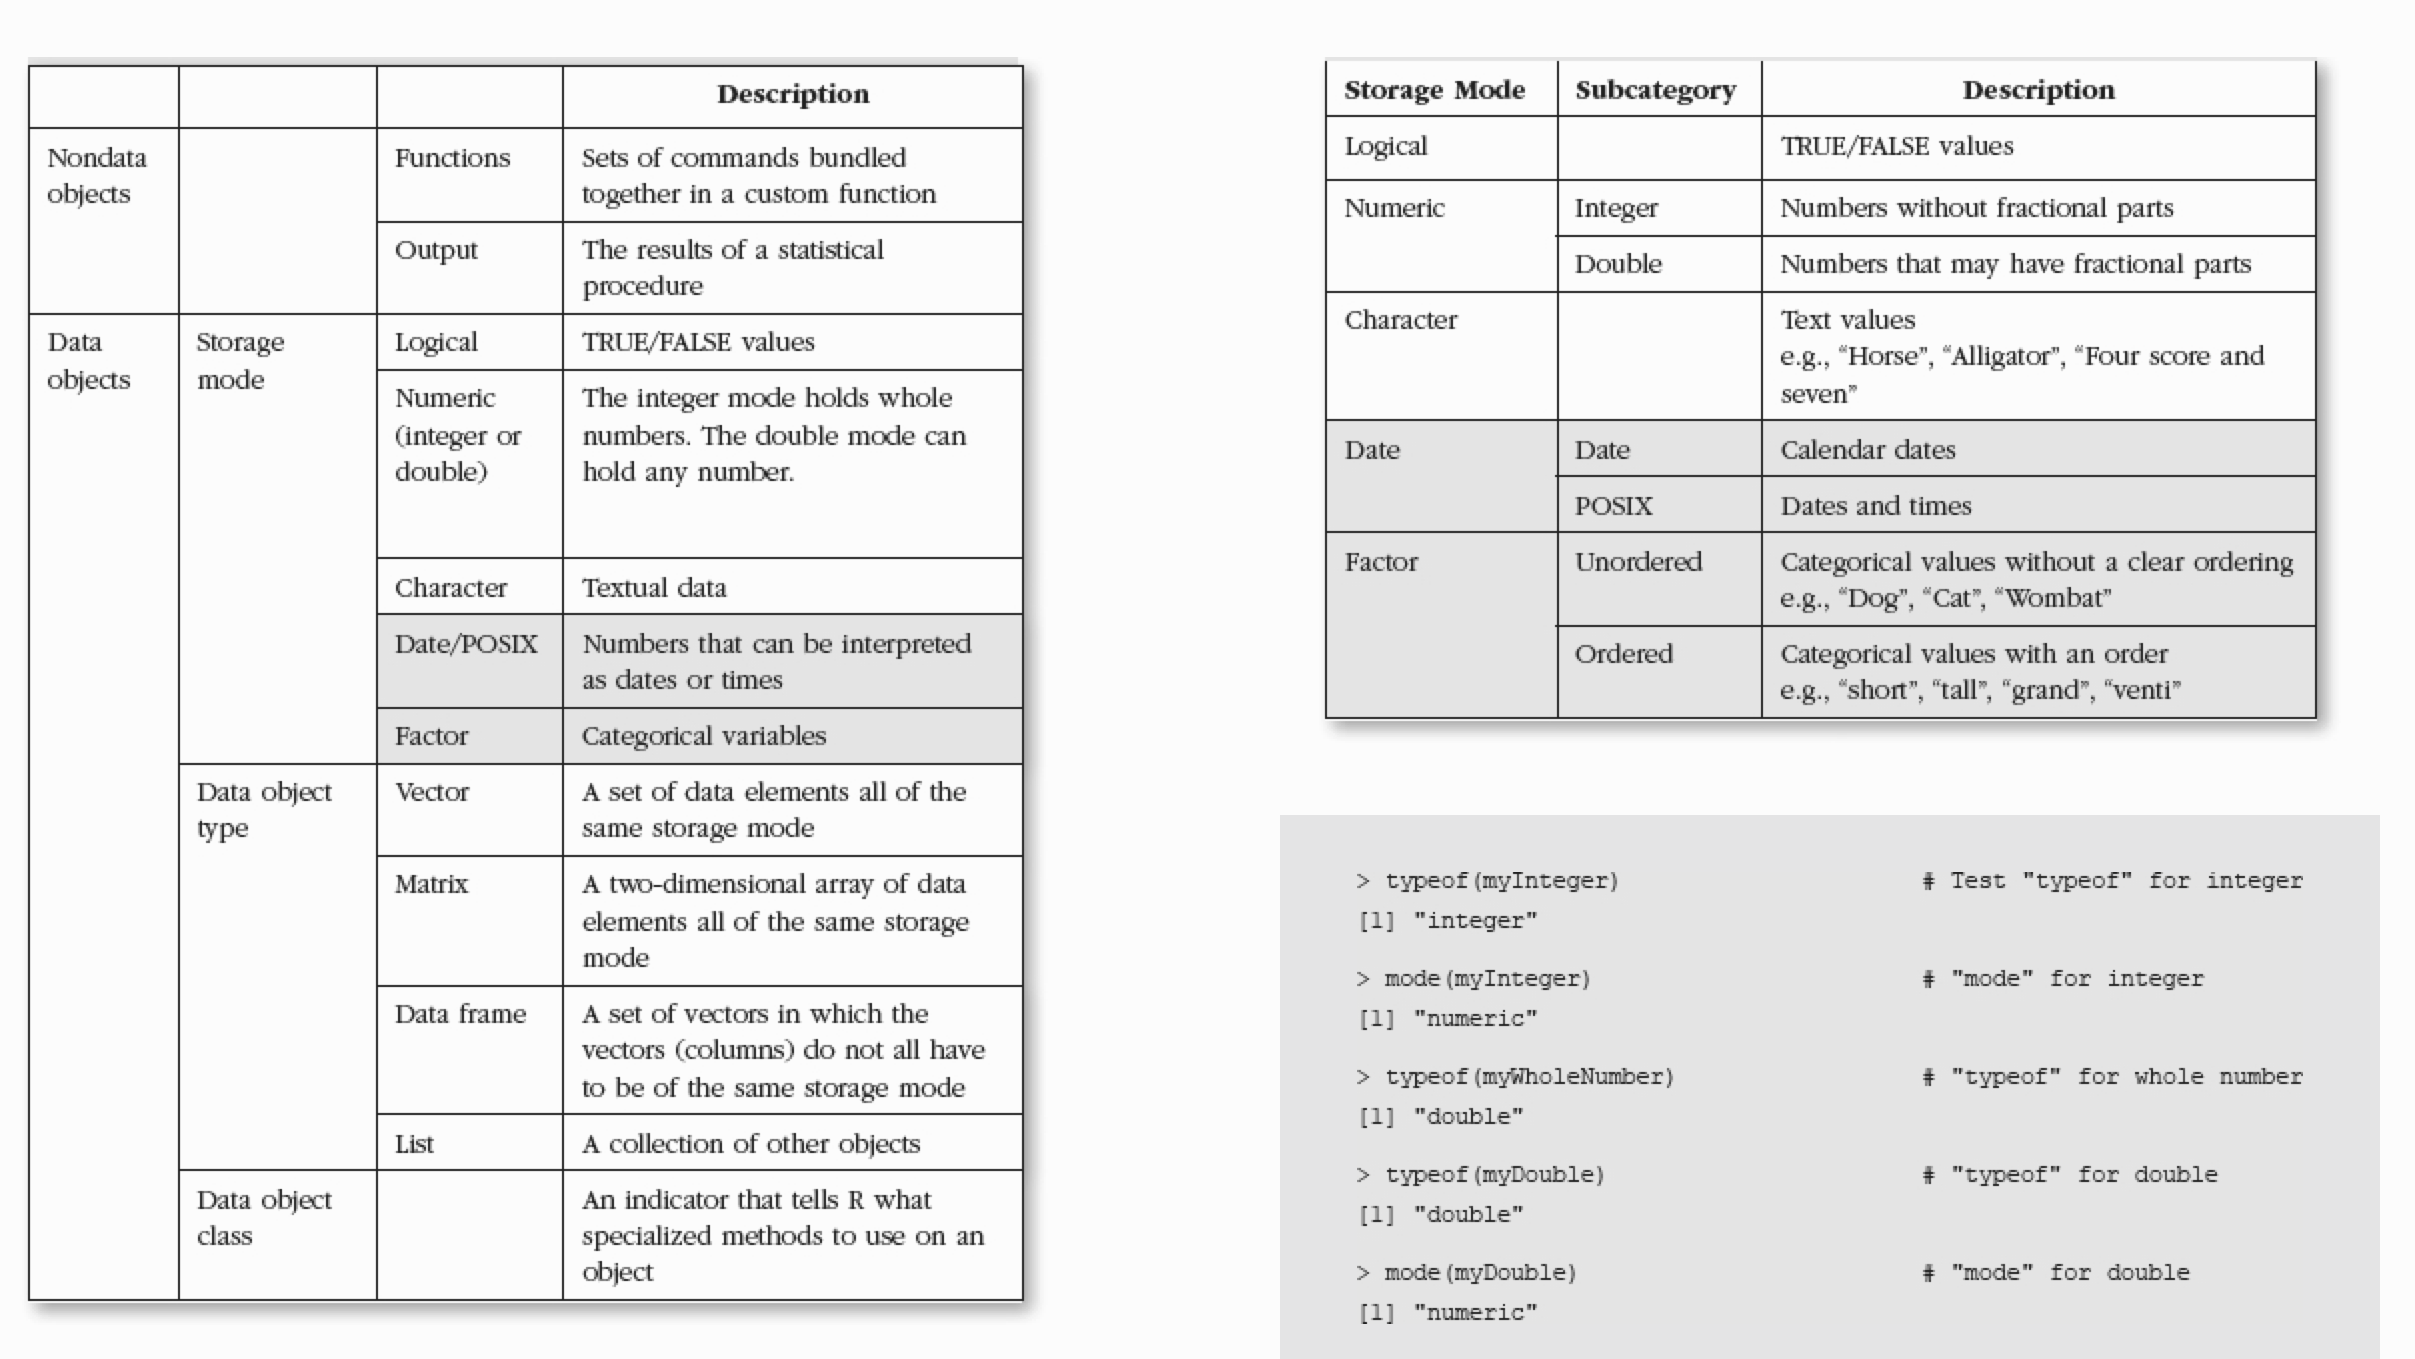 Description
Nondata
objects
Functions
Sets of commands bundled
together in a custom function
Output
The results of a statistical
procedure
Data
objects
Storage
mode
Logical
TRUE/FALSE values
Numeric
(integer or
double)
The integer mode holds whole
numbers. The double mode can
hold any number.
Character
Textual data
Date/POSIX
Numbers that can be interpreted
as dates or times
Factor
Categorical variables
Data object
type
Vector
A set of data elements all of the
same storage mode
Matrix
A two-dimensional array of data
elements all of the same storage
mode
Data frame
A set of vectors in which the
vectors (columns) do not all have
to be of the same storage mode
List
A collection of other objects
Data object
class
An indicator that tells R what
specialized methods to use on an
object
Storage Mode Subcategory Description
Logical TRUE/FALSE values
Numeric Integer Numbers without fractional parts
Double Numbers that may have fractional parts
Character Text values
e.g., “Horse”, “Alligator”, “Four score and
seven”
Date Date Calendar dates
POSIX Dates and times
Factor Unordered Categorical values without a clear ordering
e.g., “Dog”, “Cat”, “Wombat”
Ordered Categorical values with an order
e.g., “short”, “tall”, “grand”, “venti”
> typeof(myInteger) # Test "typeof" for integer
[1] "integer"
> mode(myInteger) # "mode" for integer
[1] "numeric"
> typeof(myWholeNumber) # "typeof" for whole number
[1] "double"
> typeof(myDouble) # "typeof" for double
[1] "double"
> mode(myDouble) # "mode" for double
[1] "numeric"